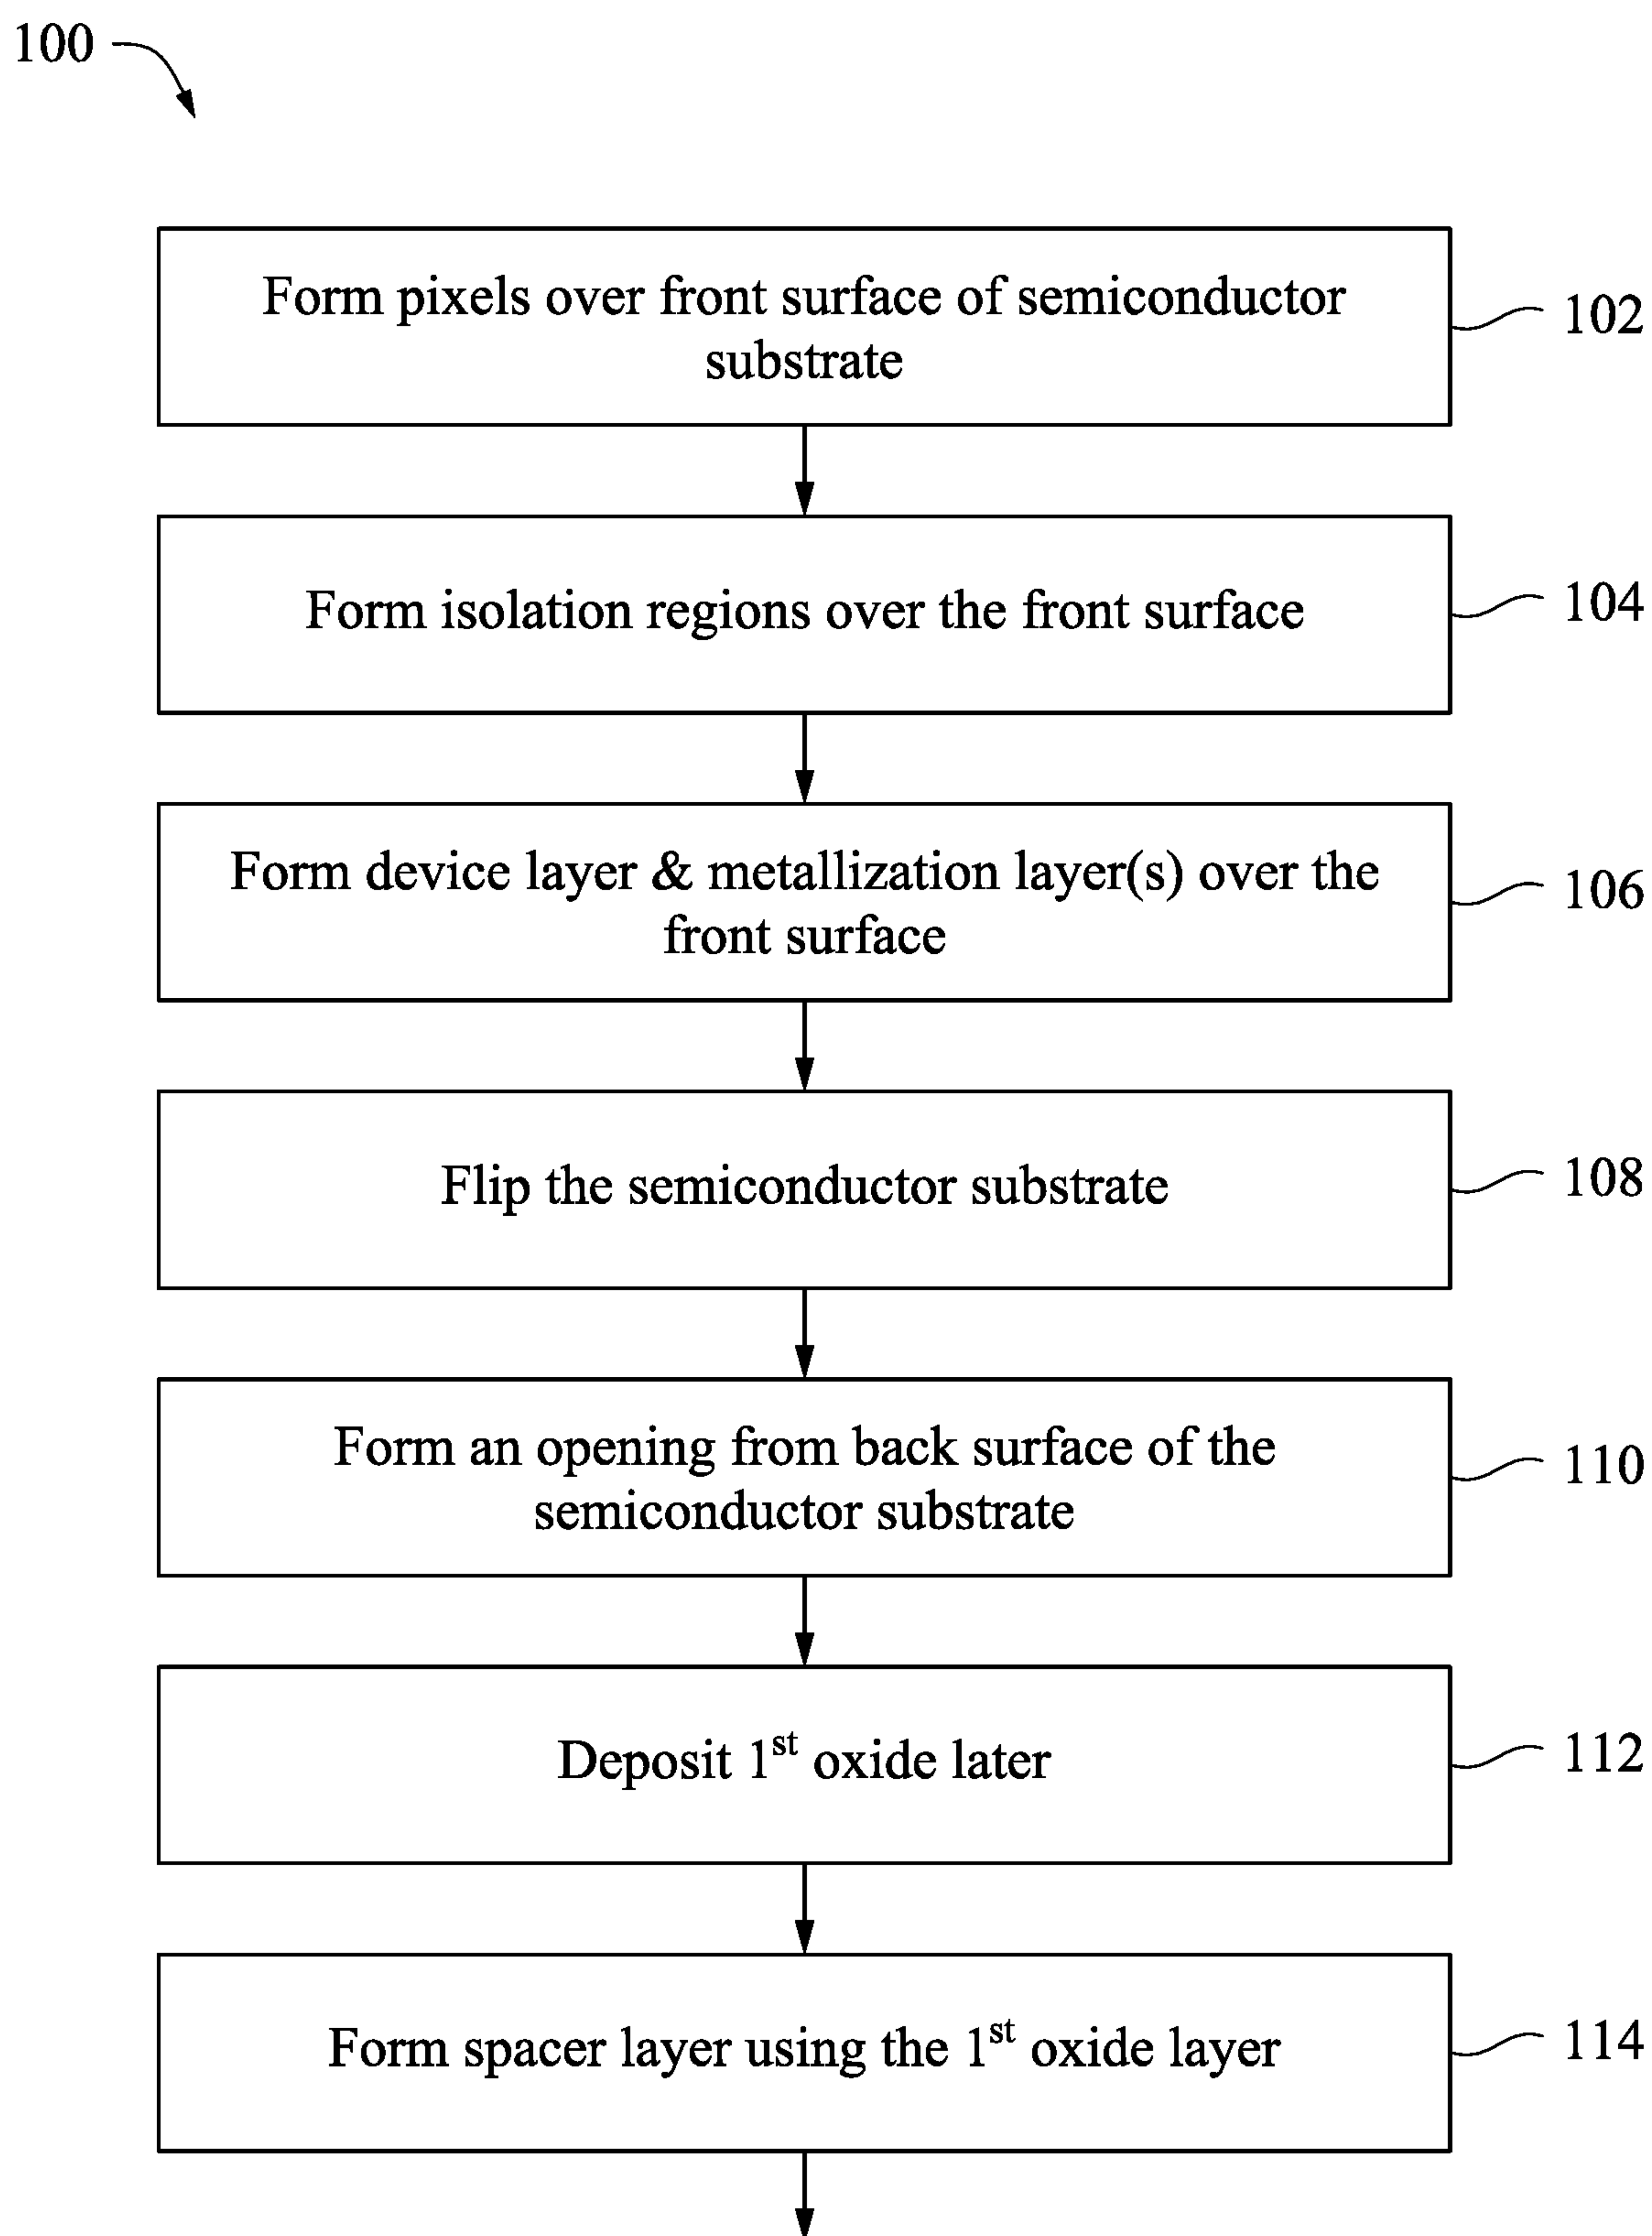 100
Form pixels over front surface of semiconductor
substrate
102
Form isolation regions over the front surface
104
Form device layer & metallization layer(s) over the
front surface
106
Flip the semiconductor substrate
108
Form an opening from back surface of the
semiconductor substrate
110
Deposit 1st oxide later
112
Form spacer layer using the 1st oxide layer
114